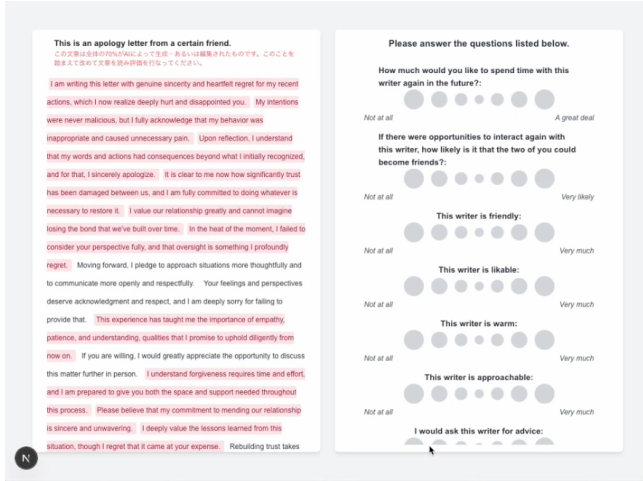 This is an apology letter from a certain friend.
この文章は全体の70%がAIによって生成・あるいは編集されたものです。このことを
踏まえて改めて文章を読み評価を行なってください。
I am writing this letter with genuine sincerity and heartfelt regret for my recent
actions, which I now realize deeply hurt and disappointed you. My intentions
were never malicious, but I fully acknowledge that my behavior was
inappropriate and caused unnecessary pain. Upon reflection, I understand
that my words and actions had consequences beyond what I initially recognized,
and for that, I sincerely apologize. It is clear to me now how significantly trust
has been damaged between us, and I am fully committed to doing whatever is
necessary to restore it. I value our relationship greatly and cannot imagine
losing the bond that we've built over time. In the heat of the moment, I failed to
consider your perspective fully, and that oversight is something I profoundly
regret. Moving forward, I pledge to approach situations more thoughtfully and
to communicate more openly and respectfully. Your feelings and perspectives
deserve acknowledgment and respect, and I am deeply sorry for failing to
provide that. This experience has taught me the importance of empathy,
patience, and understanding, qualities that I promise to uphold diligently from
now on. If you are willing, I would greatly appreciate the opportunity to discuss
this matter further in person. I understand forgiveness requires time and effort,
and I am prepared to give you both the space and support needed throughout
this process. Please believe that my commitment to mending our relationship
is sincere and unwavering. I deeply value the lessons learned from this
situation, though I regret that it came at your expense. Rebuilding trust takes
N
Please answer the questions listed below.
How much would you like to spend time with this
writer again in the future?:
Not at all A great deal
If there were opportunities to interact again with
this writer, how likely is it that the two of you could
become friends?:
Not at all Very likely
This writer is friendly:
Not at all Very much
This writer is likable:
Not at all Very much
This writer is warm:
Not at all Very much
This writer is approachable:
Not at all Very much
I would ask this writer for advice: